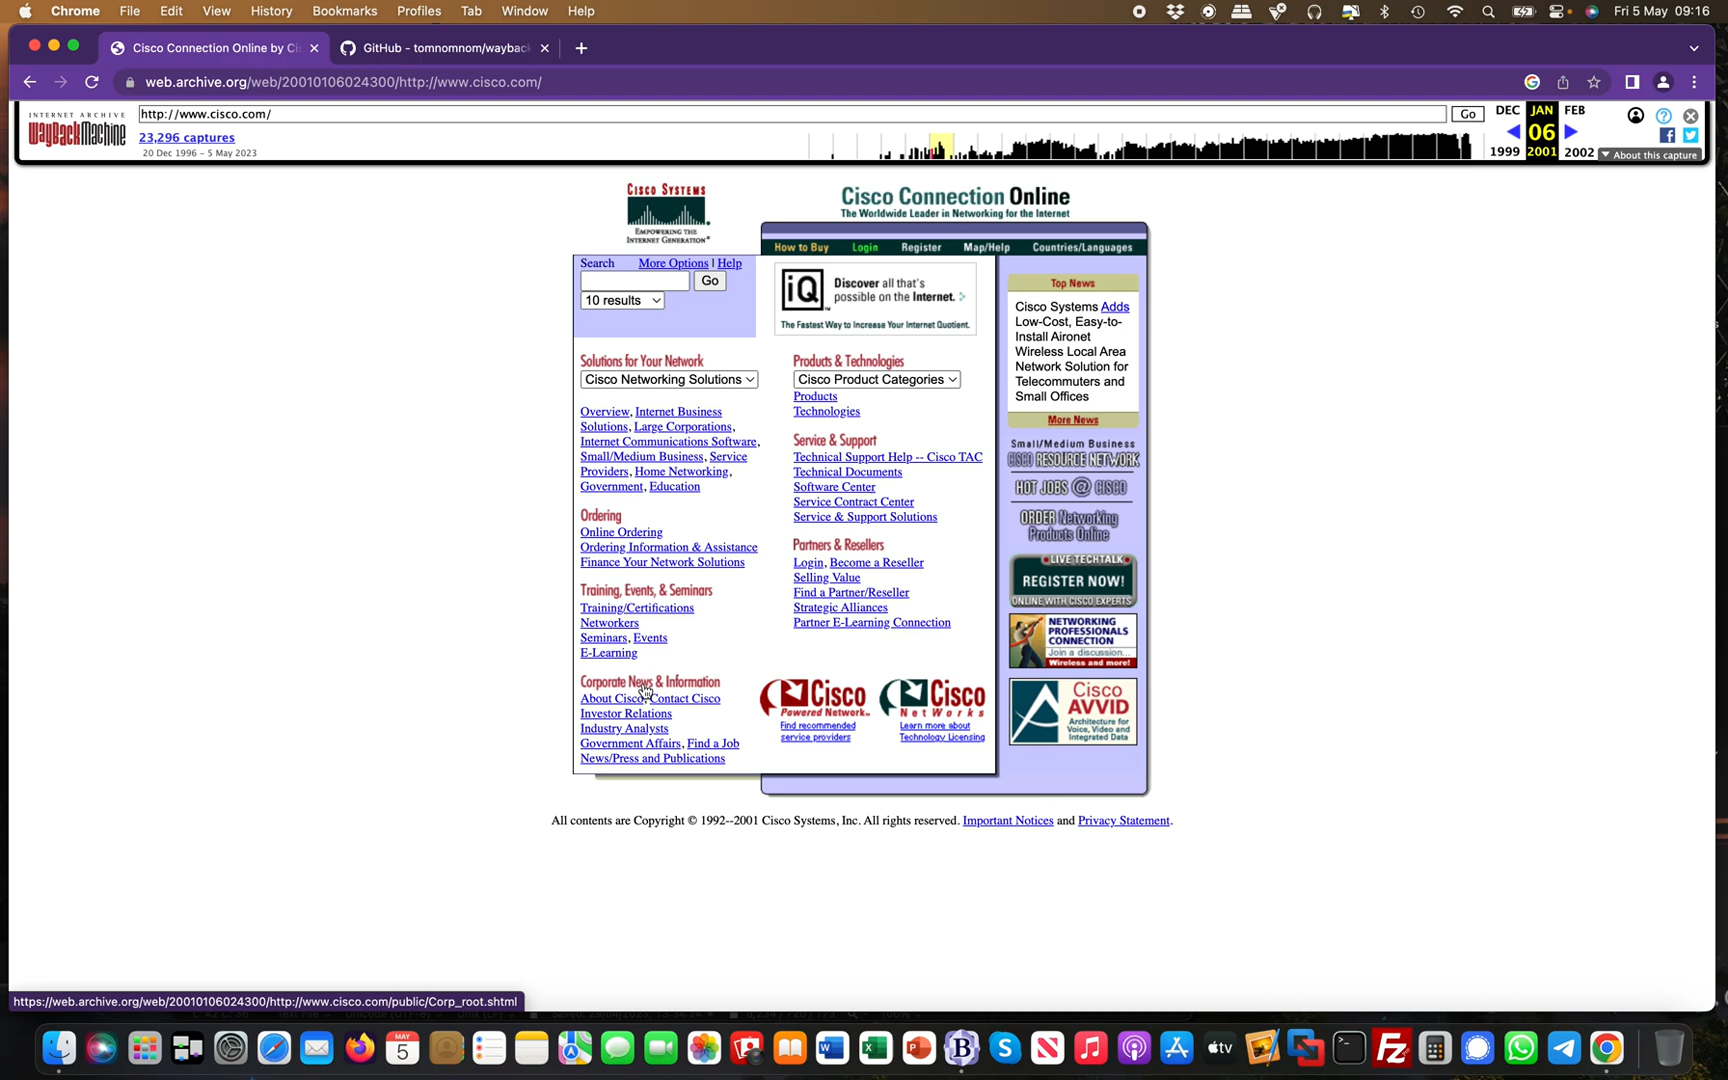 Chrome File Edit View History Bookmarks Profiles Tab Window Help
Fri 5 May 09:16
Cisco Connection Online by Ci
GitHub - tomnomnom/wayback
web.archive.org/web/20010106024300/http://www.cisco.com/
INTERNET ARCHIVE
WayBackMachine
http://www.cisco.com/
Go
23,296 captures
20 Dec 1996 – 5 May 2023
DEC JAN FEB
06
1999 2001 2002
About this capture
CISCO SYSTEMS
EMPOWERING THE
INTERNET GENERATION
Cisco Connection Online
The Worldwide Leader in Networking for the Internet
How to Buy Login Register Map/Help Countries/Languages
Search More Options | Help
Go
10 results
iQ
Discover all that's
possible on the Internet.
The Fastest Way to Increase Your Internet Quotient.
Solutions for Your Network
Cisco Networking Solutions
Overview, Internet Business
Solutions, Large Corporations,
Internet Communications Software,
Small/Medium Business, Service
Providers, Home Networking,
Government, Education
Ordering
Online Ordering
Ordering Information & Assistance
Finance Your Network Solutions
Training, Events, & Seminars
Training/Certifications
Networkers
Seminars, Events
E-Learning
Corporate News & Information
About Cisco, Contact Cisco
Investor Relations
Industry Analysts
Government Affairs, Find a Job
News/Press and Publications
Products & Technologies
Cisco Product Categories
Products
Technologies
Service & Support
Technical Support Help -- Cisco TAC
Technical Documents
Software Center
Service Contract Center
Service & Support Solutions
Partners & Resellers
Login, Become a Reseller
Selling Value
Find a Partner/Reseller
Strategic Alliances
Partner E-Learning Connection
Cisco
Powered Network
Find recommended
service providers
Cisco
NetWorks
Learn more about
Technology Licensing
Top News
Cisco Systems Adds
Low-Cost, Easy-to-
Install Aironet
Wireless Local Area
Network Solution for
Telecommuters and
Small Offices
More News
Small/Medium Business
CISCO RESOURCE NETWORK
HOT JOBS @ CISCO
ORDER Networking
Products Online
LIVE TECHTALK
REGISTER NOW!
ONLINE WITH CISCO EXPERTS
NETWORKING
PROFESSIONALS
CONNECTION
Join a discussion...
Wireless and more!
Cisco
AVVID
Architecture for
Voice, Video and
Integrated Data
All contents are Copyright © 1992--2001 Cisco Systems, Inc. All rights reserved. Important Notices and Privacy Statement.
https://web.archive.org/web/20010106024300/http://www.cisco.com/public/Corp_root.shtml
MAY
5
tv